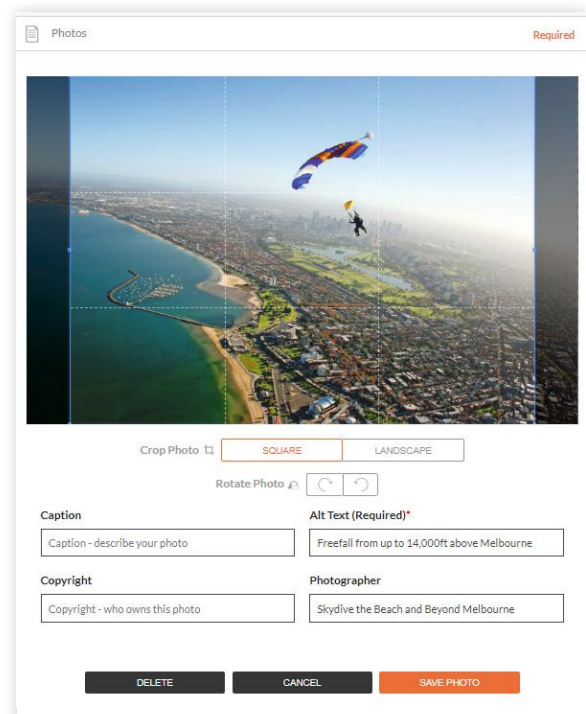 Photos
Required
Crop Photo
SQUARE
LANDSCAPE
Rotate Photo
Caption
Alt Text (Required)*
Caption - describe your photo
Freefall from up to 14,000ft above Melbourne
Copyright
Photographer
Copyright - who owns this photo
Skydive the Beach and Beyond Melbourne
DELETE
CANCEL
SAVE PHOTO